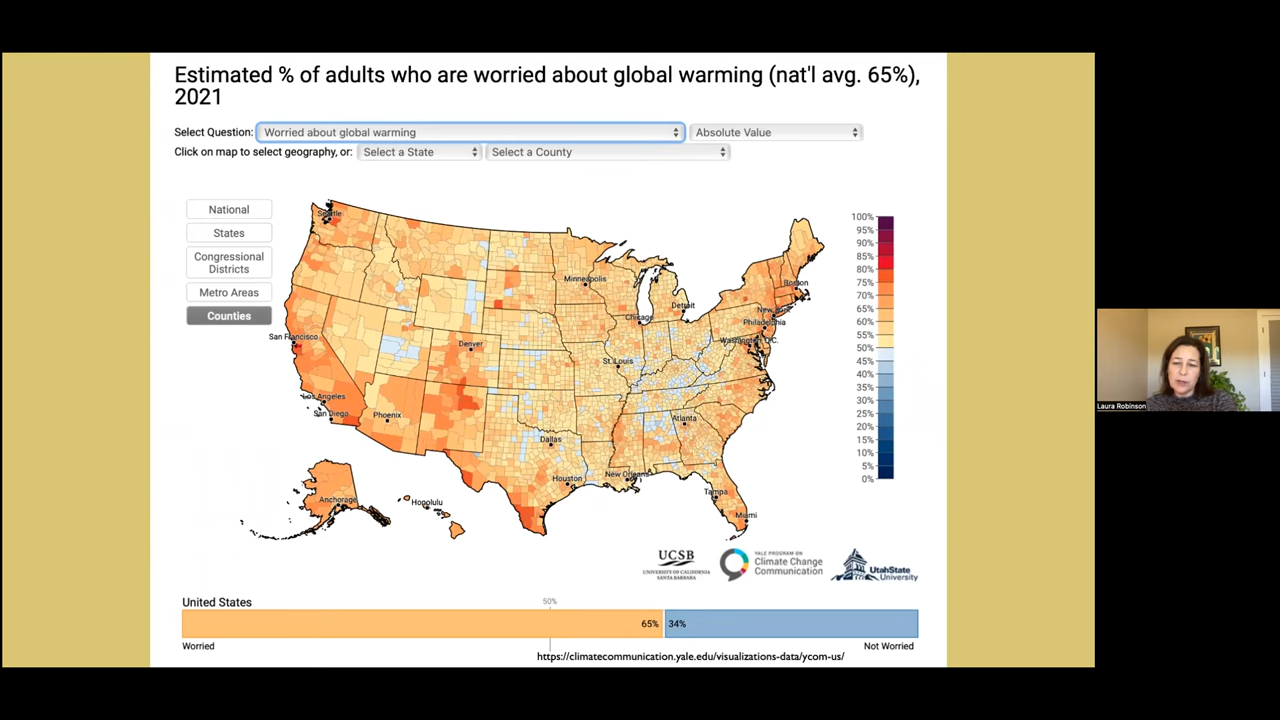 Estimated % of adults who are worried about global warming (nat'l avg. 65%),
2021
Select Question: Worried about global warming Absolute Value
Click on map to select geography, or: Select a State Select a County
National
States
Congressional
Districts
Metro Areas
Counties
Seattle
Minneapolis
Boston
Detroit
New York
Chicago
Philadelphia
San Francisco
Denver
Washington D.C.
St. Louis
Los Angeles
San Diego
Phoenix
Atlanta
Dallas
New Orleans
Houston
Tampa
Anchorage
Honolulu
Miami
100%
95%
90%
85%
80%
75%
70%
65%
60%
55%
50%
45%
40%
35%
30%
25%
20%
15%
10%
5%
0%
UCSB
UNIVERSITY OF CALIFORNIA
SANTA BARBARA
YALE PROGRAM ON
Climate Change
Communication
UtahState
University
United States
50%
65% 34%
Worried
Not Worried
https://climatecommunication.yale.edu/visualizations-data/ycom-us/
Laura Robinson